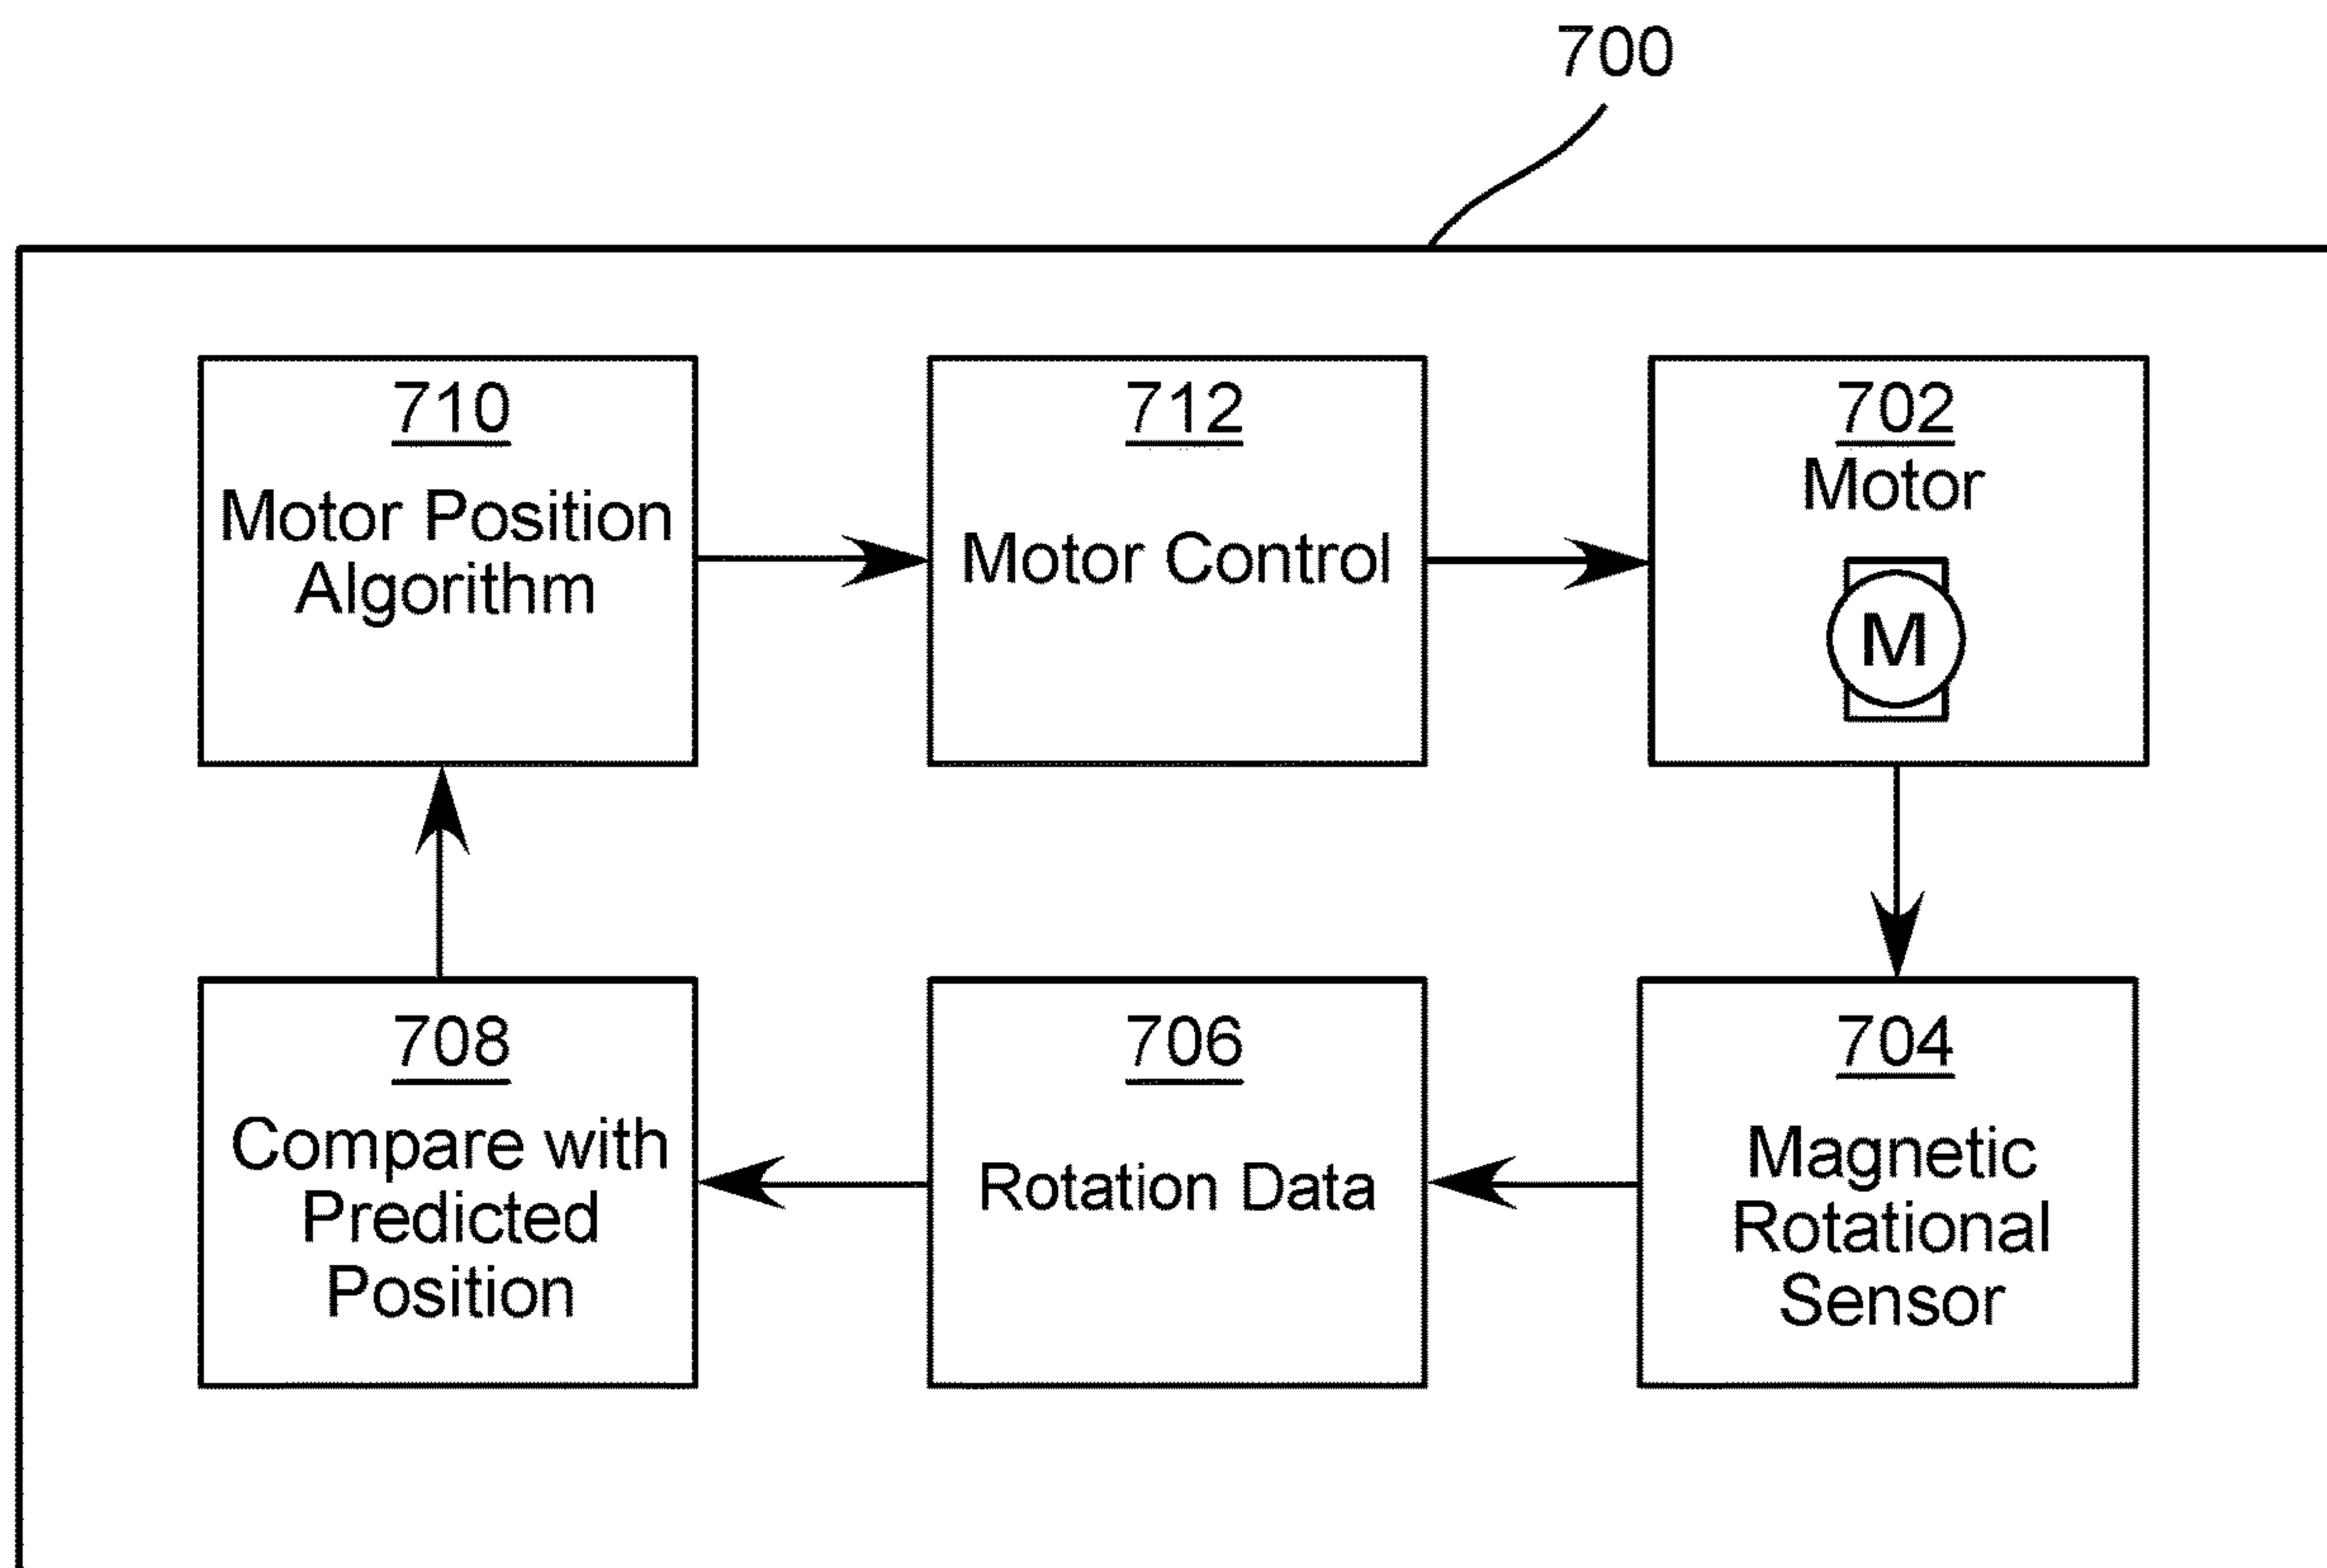 700
710
Motor Position
Algorithm
712
Motor Control
702
Motor
M
708
Compare with
Predicted
Position
706
Rotation Data
704
Magnetic
Rotational
Sensor